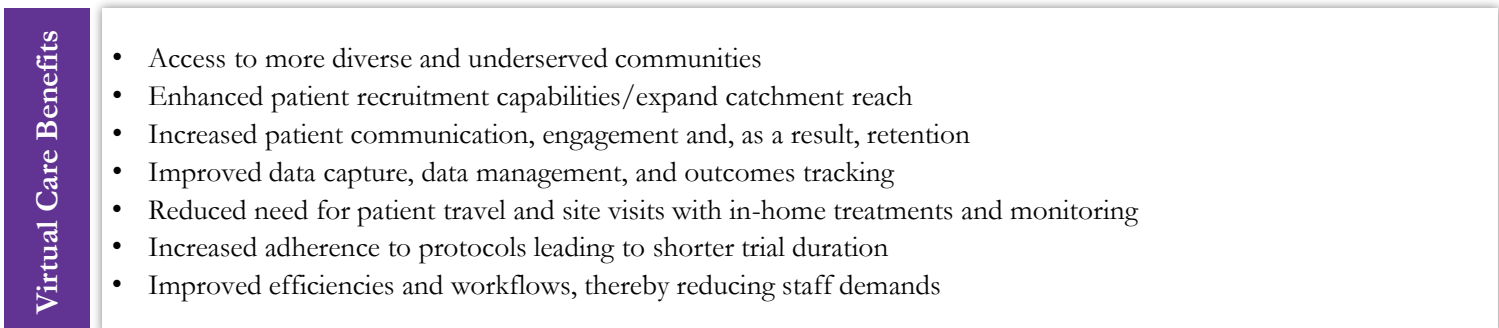 Virtual Care Benefits
• Access to more diverse and underserved communities
• Enhanced patient recruitment capabilities/expand catchment reach
• Increased patient communication, engagement and, as a result, retention
• Improved data capture, data management, and outcomes tracking
• Reduced need for patient travel and site visits with in-home treatments and monitoring
• Increased adherence to protocols leading to shorter trial duration
• Improved efficiencies and workflows, thereby reducing staff demands